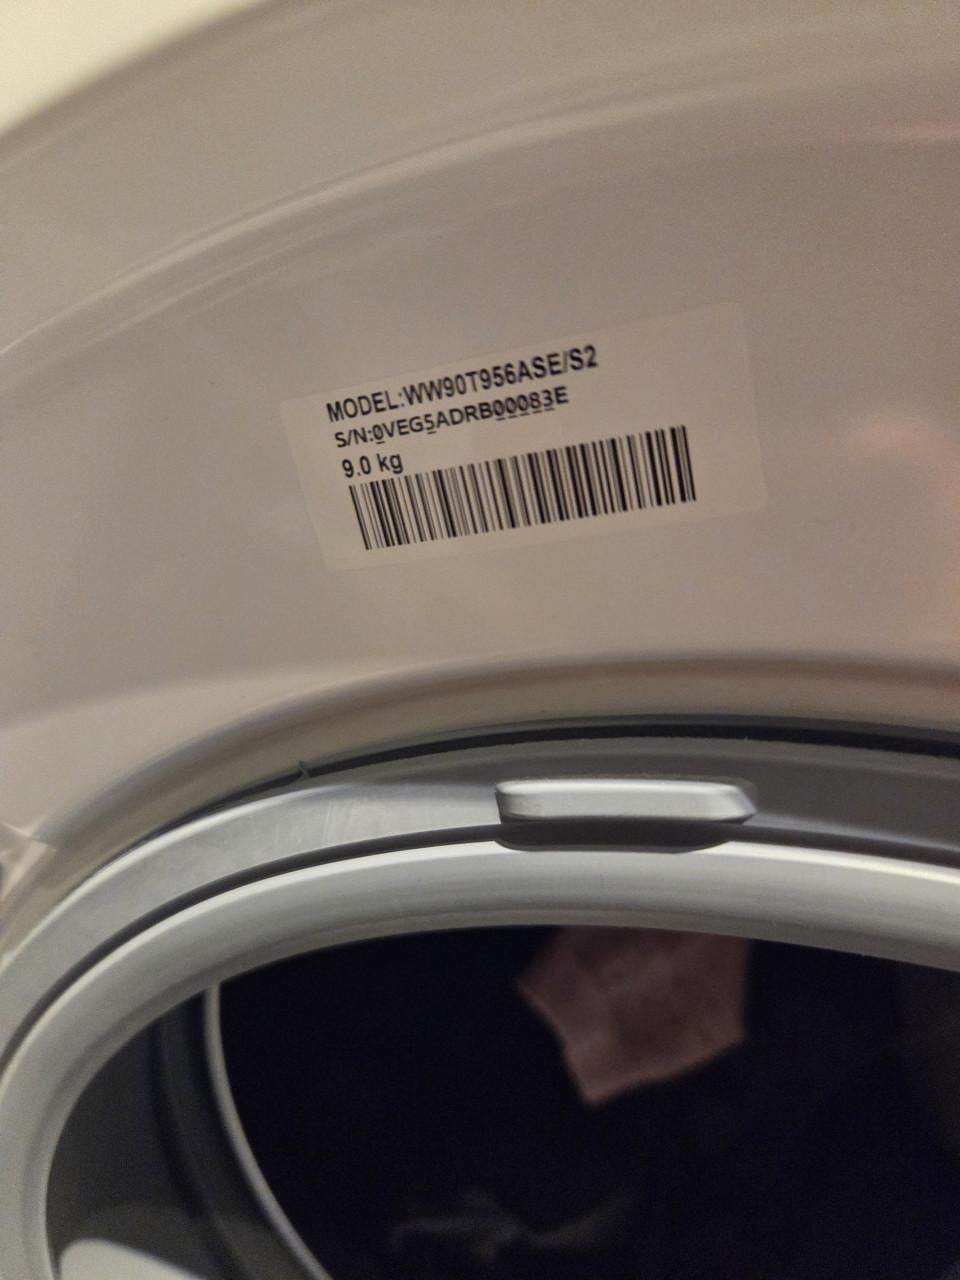 MODEL:WW90T956ASE/S2
S/N:0VEG5ADRB00083E
9.0 kg